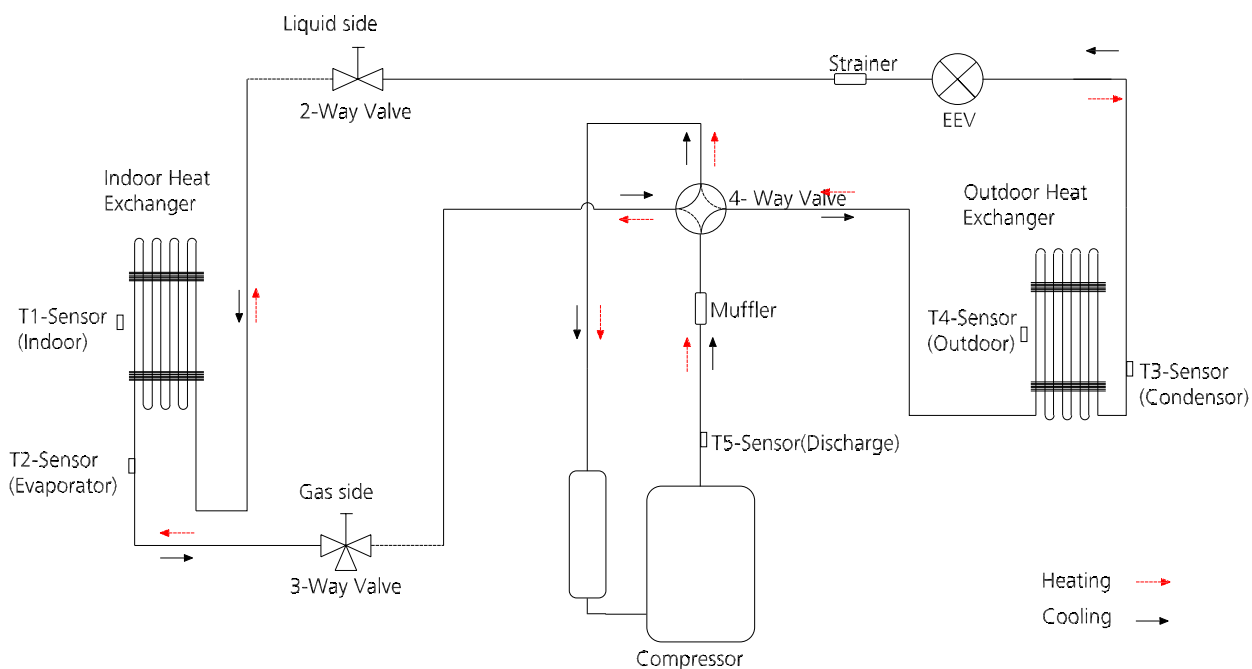 Liquid side
2-Way Valve
Strainer
EEV
Indoor Heat
Exchanger
4- Way Valve
Outdoor Heat
Exchanger
T1-Sensor
(Indoor)
Muffler
T4-Sensor
(Outdoor)
T3-Sensor
(Condensor)
T5-Sensor(Discharge)
T2-Sensor
(Evaporator)
Gas side
3-Way Valve
Compressor
Heating
Cooling